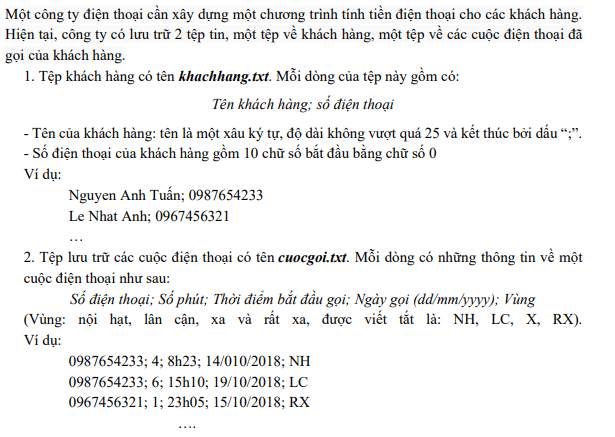 Một công ty điện thoại cần xây dựng một chương trình tính tiền điện thoại cho các khách hàng.
Hiện tại, công ty có lưu trữ 2 tệp tin, một tệp về khách hàng, một tệp về các cuộc điện thoại đã
gọi của khách hàng.
1. Tệp khách hàng có tên khachhang.txt. Mỗi dòng của tệp này gồm có:
Tên khách hàng; số điện thoại
- Tên của khách hàng: tên là một xâu ký tự, độ dài không vượt quá 25 và kết thúc bởi dấu “;”.
- Số điện thoại của khách hàng gồm 10 chữ số bắt đầu bằng chữ số 0
Ví dụ:
Nguyen Anh Tuấn; 0987654233
Le Nhat Anh; 0967456321
…
2. Tệp lưu trữ các cuộc điện thoại có tên cuocgoi.txt. Mỗi dòng có những thông tin về một
cuộc điện thoại như sau:
Số điện thoại; Số phút; Thời điểm bắt đầu gọi; Ngày gọi (dd/mm/yyyy); Vùng
(Vùng: nội hạt, lân cận, xa và rất xa, được viết tắt là: NH, LC, X, RX).
Ví dụ:
0987654233; 4; 8h23; 14/010/2018; NH
0987654233; 6; 15h10; 19/10/2018; LC
0967456321; 1; 23h05; 15/10/2018; RX
….